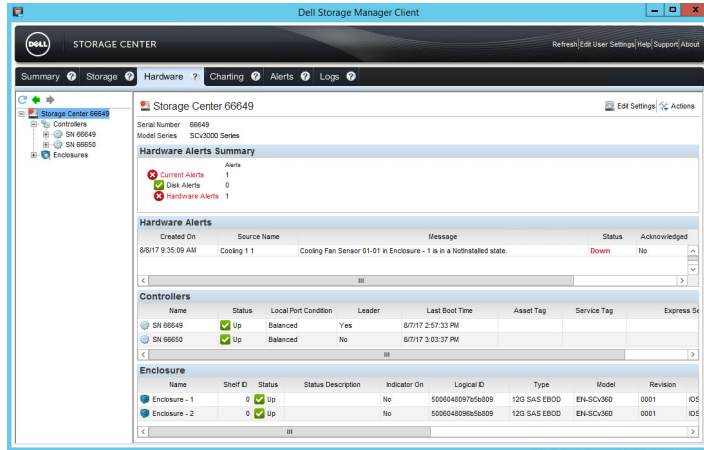 Dell Storage Manager Client
DELL STORAGE CENTER Refresh|Edit User Settings|Help|Support|About
Summary ? Storage ? Hardware ? Charting ? Alerts ? Logs ?
Storage Center 66649
Controllers
SN 66649
SN 66650
Enclosures
Storage Center 66649 Edit Settings Actions
Serial Number 66649
Model Series SCv3000 Series
Hardware Alerts Summary
Alerts
Current Alerts 1
Disk Alerts 0
Hardware Alerts 1
Hardware Alerts
Created On Source Name Message Status Acknowledged
8/8/17 9:35:09 AM Cooling 1 1 Cooling Fan Sensor 01-01 in Enclosure - 1 is in a NotInstalled state. Down No
Controllers
Name Status Local Port Condition Leader Last Boot Time Asset Tag Service Tag Express Se
SN 66649 Up Balanced Yes 8/7/17 2:57:33 PM
SN 66650 Up Balanced No 8/7/17 3:03:37 PM
Enclosure
Name Shelf ID Status Status Description Indicator On Logical ID Type Model Revision
Enclosure - 1 0 Up No 5006048097b5b809 12G SAS EBOD EN-SCv360 0001 IOS
Enclosure - 2 0 Up No 5006048096b5b809 12G SAS EBOD EN-SCv360 0001 IOS